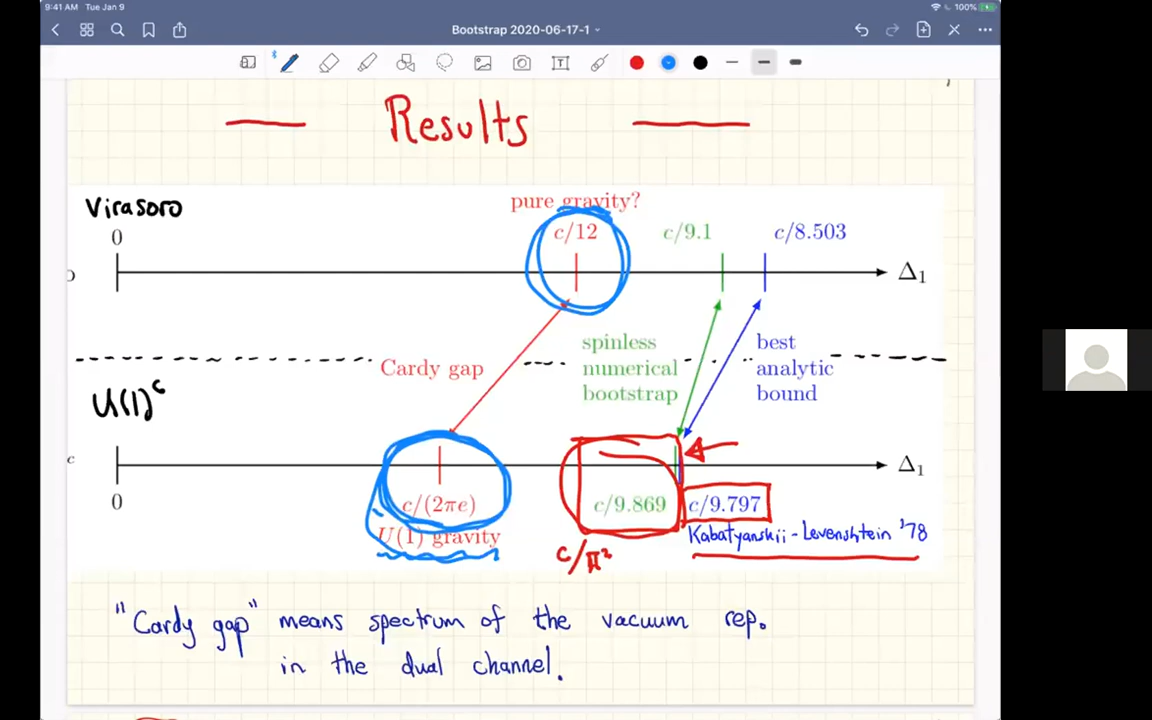 9:41 AM Tue Jan 9
100%
Bootstrap 2020-06-17-1
Results
pure gravity?
Virasoro
0
c/12
c/9.1
c/8.503
Δ₁
Cardy gap
spinless
numerical
bootstrap
best
analytic
bound
U(1)ᶜ
c
Δ₁
0
c/(2πe)
c/9.869
c/9.797
U(1) gravity
Kabatyanskii - Levenshtein '78
c/π²
"Cardy gap" means spectrum of the vacuum rep.
in the dual channel.